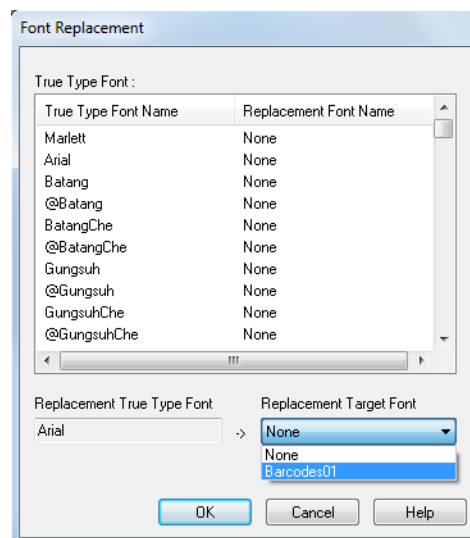 Font Replacement
True Type Font :
True Type Font Name Replacement Font Name
Marlett None
Arial None
Batang None
@Batang None
BatangChe None
@BatangChe None
Gungsuh None
@Gungsuh None
GungsuhChe None
@GungsuhChe None
Replacement True Type Font Replacement Target Font
Arial -> None
None
Barcodes01
OK Cancel Help